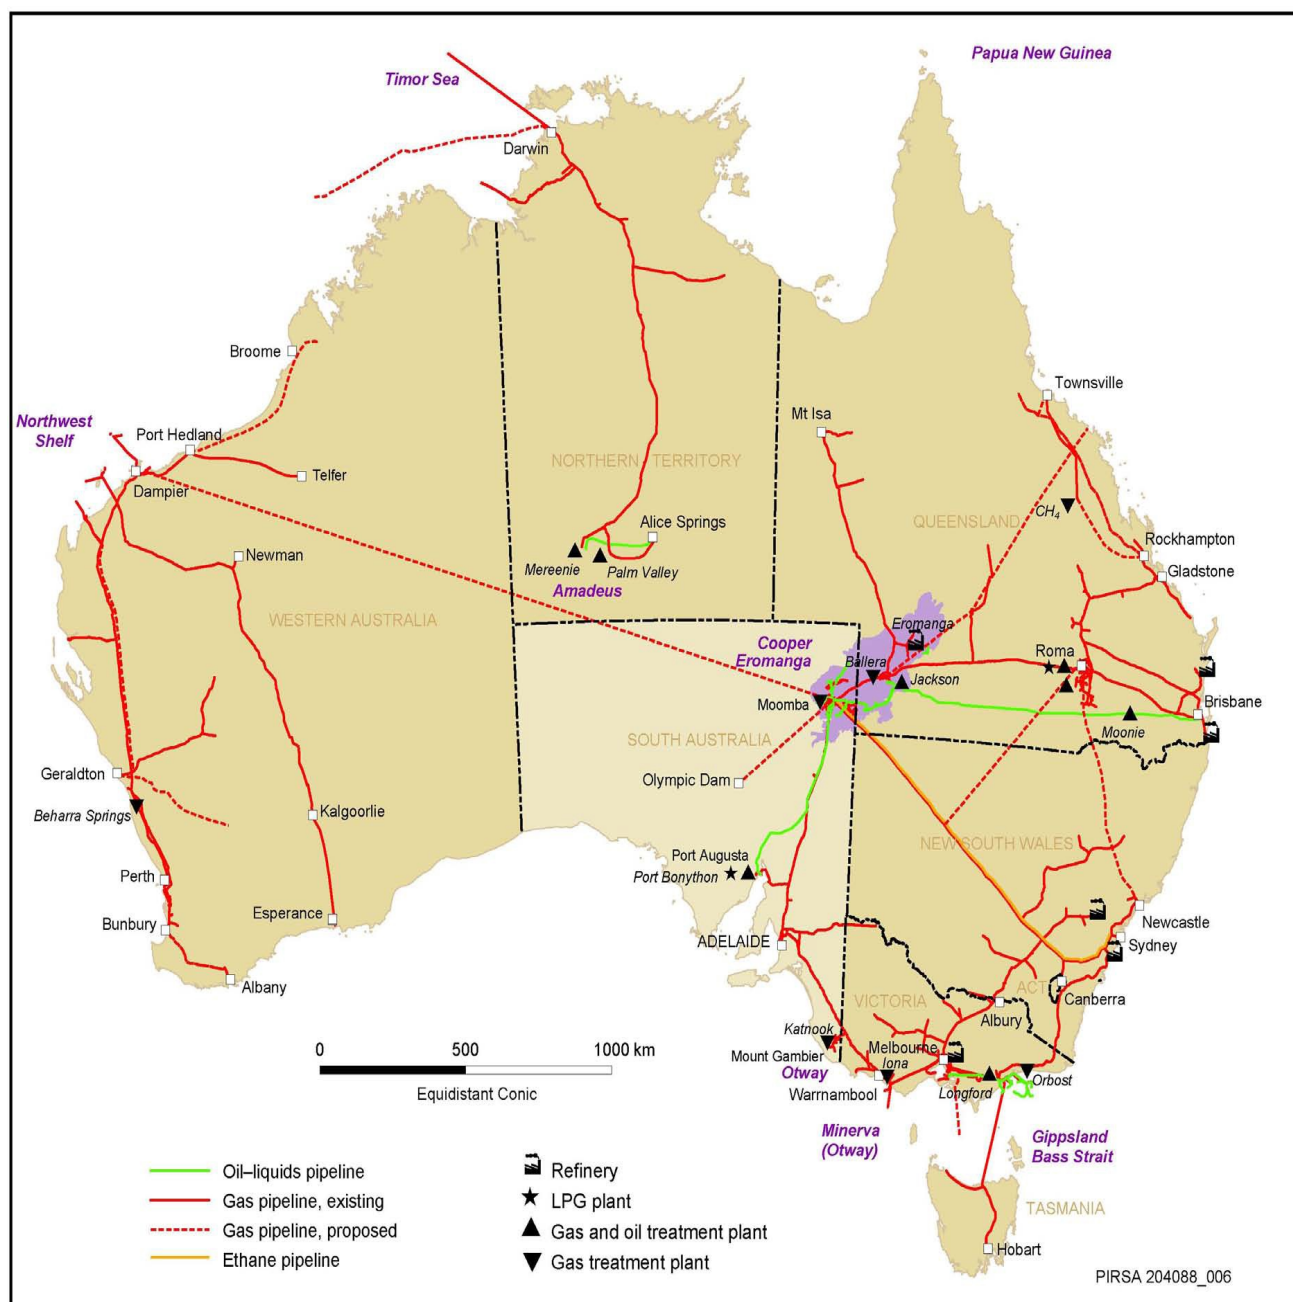 Timor Sea
Papua New Guinea
Darwin
Broome
Townsville
Northwest
Shelf
Port Hedland
Mt Isa
NORTHERN TERRITORY
Telfer
Dampier
CH4
QUEENSLAND
Alice Springs
Rockhampton
Newman
Mereenie
Palm Valley
Gladstone
Amadeus
WESTERN AUSTRALIA
Eromanga
Cooper
Eromanga
Roma
Ballera
Jackson
Moomba
Brisbane
Moonie
SOUTH AUSTRALIA
Geraldton
Olympic Dam
Beharra Springs
Kalgoorlie
NEW SOUTH WALES
Port Augusta
Port Bonython
Perth
Esperance
Newcastle
Bunbury
ADELAIDE
Sydney
Albany
ACT
VICTORIA
Canberra
Albury
Katnook
Melbourne
Mount Gambier
Iona
Otway
Orbost
Warrnambool
Longford
0 500 1000 km
Equidistant Conic
Minerva
(Otway)
Gippsland
Bass Strait
TASMANIA
Hobart
Oil–liquids pipeline
Gas pipeline, existing
Gas pipeline, proposed
Ethane pipeline
Refinery
LPG plant
Gas and oil treatment plant
Gas treatment plant
PIRSA 204088_006